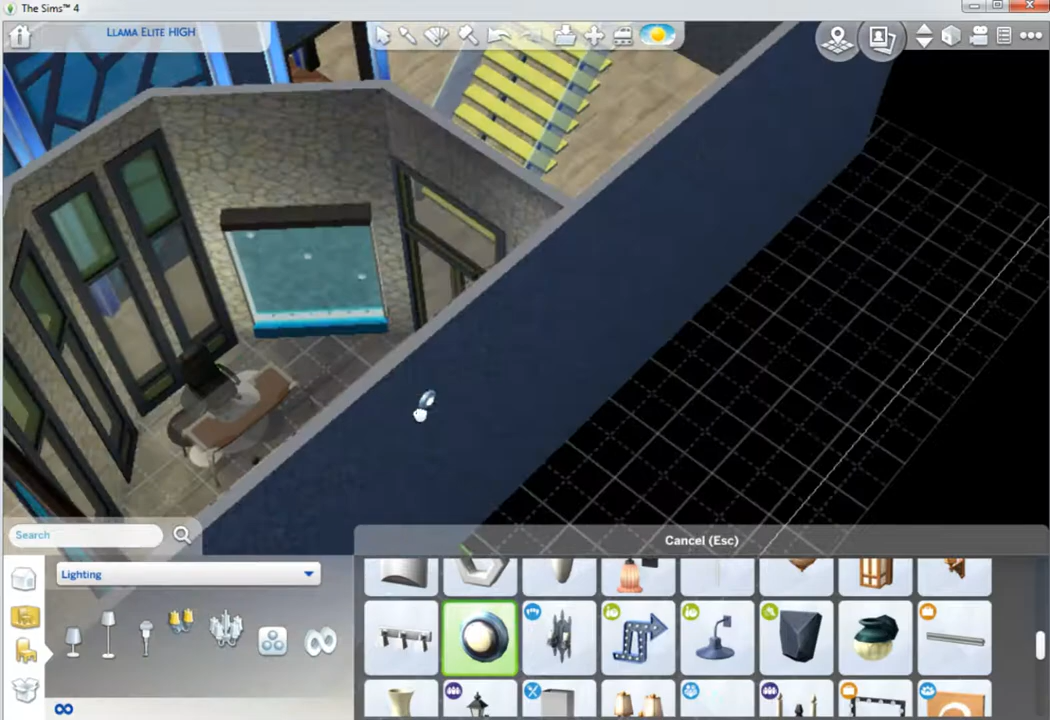 The Sims™ 4
LLAMA ELITE HIGH
Search
Cancel (Esc)
Lighting